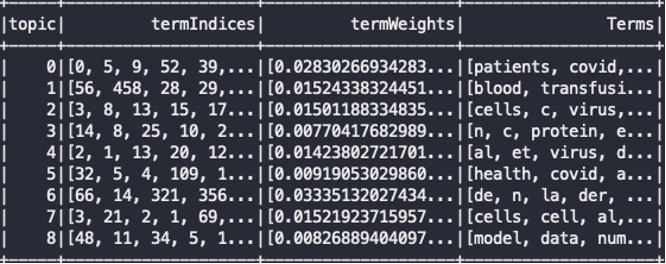 +-----+--------------------+--------------------+--------------------+
|topic|         termIndices|         termWeights|               Terms|
+-----+--------------------+--------------------+--------------------+
|    0|[0, 5, 9, 52, 39,...|[0.02830266934283...|[patients, covid,...|
|    1|[56, 458, 28, 29,...|[0.01524338324451...|[blood, transfusi...|
|    2|[3, 8, 13, 15, 17...|[0.01501188334835...|[cells, c, virus,...|
|    3|[14, 8, 25, 10, 2...|[0.00770417682989...|[n, c, protein, e...|
|    4|[2, 1, 13, 20, 12...|[0.01423802721701...|[al, et, virus, d...|
|    5|[32, 5, 4, 109, 1...|[0.00919053029860...|[health, covid, a...|
|    6|[66, 14, 321, 356...|[0.03335132027434...|[de, n, la, der, ...|
|    7|[3, 21, 2, 1, 69,...|[0.01521923715957...|[cells, cell, al,...|
|    8|[48, 11, 34, 5, 1...|[0.00826889404097...|[model, data, num...|
+-----+--------------------+--------------------+--------------------+